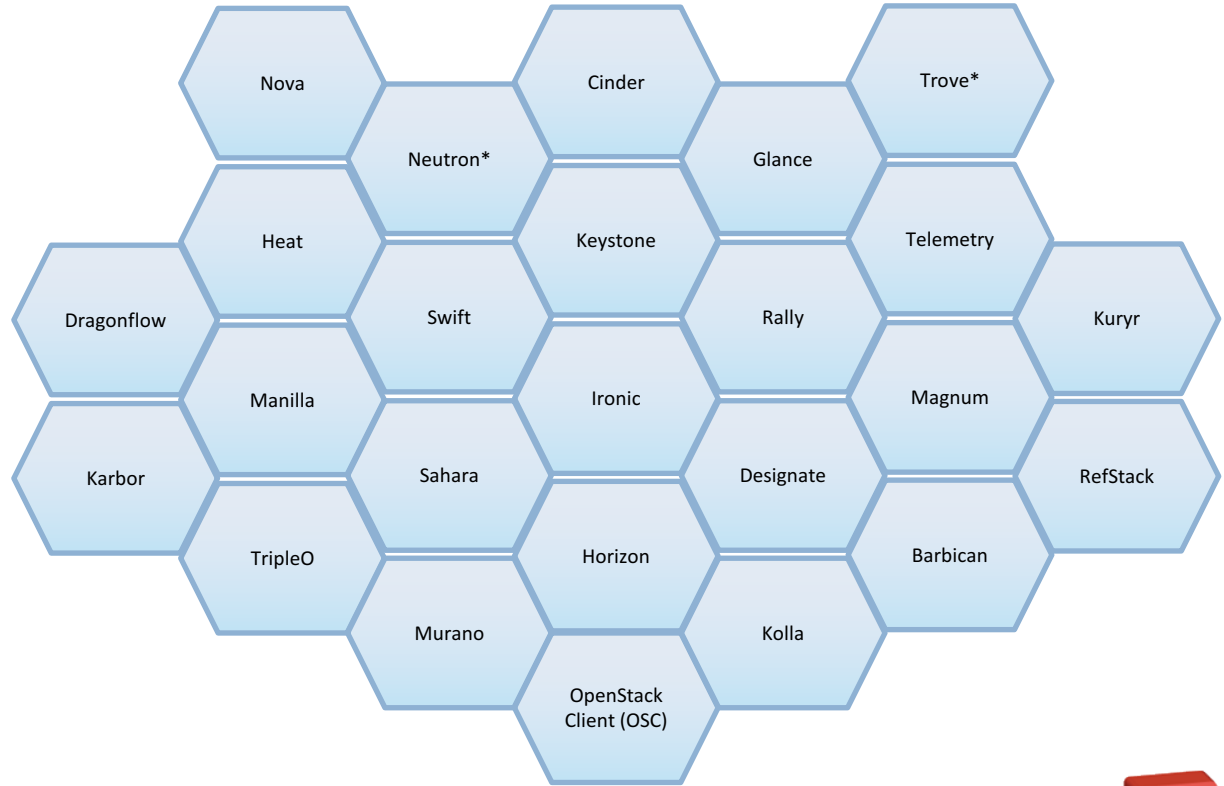 Nova
Cinder
Trove*
Neutron*
Glance
Heat
Keystone
Telemetry
Dragonflow
Swift
Rally
Kuryr
Manilla
Ironic
Magnum
Karbor
Sahara
Designate
RefStack
TripleO
Horizon
Barbican
Murano
Kolla
OpenStack
Client (OSC)